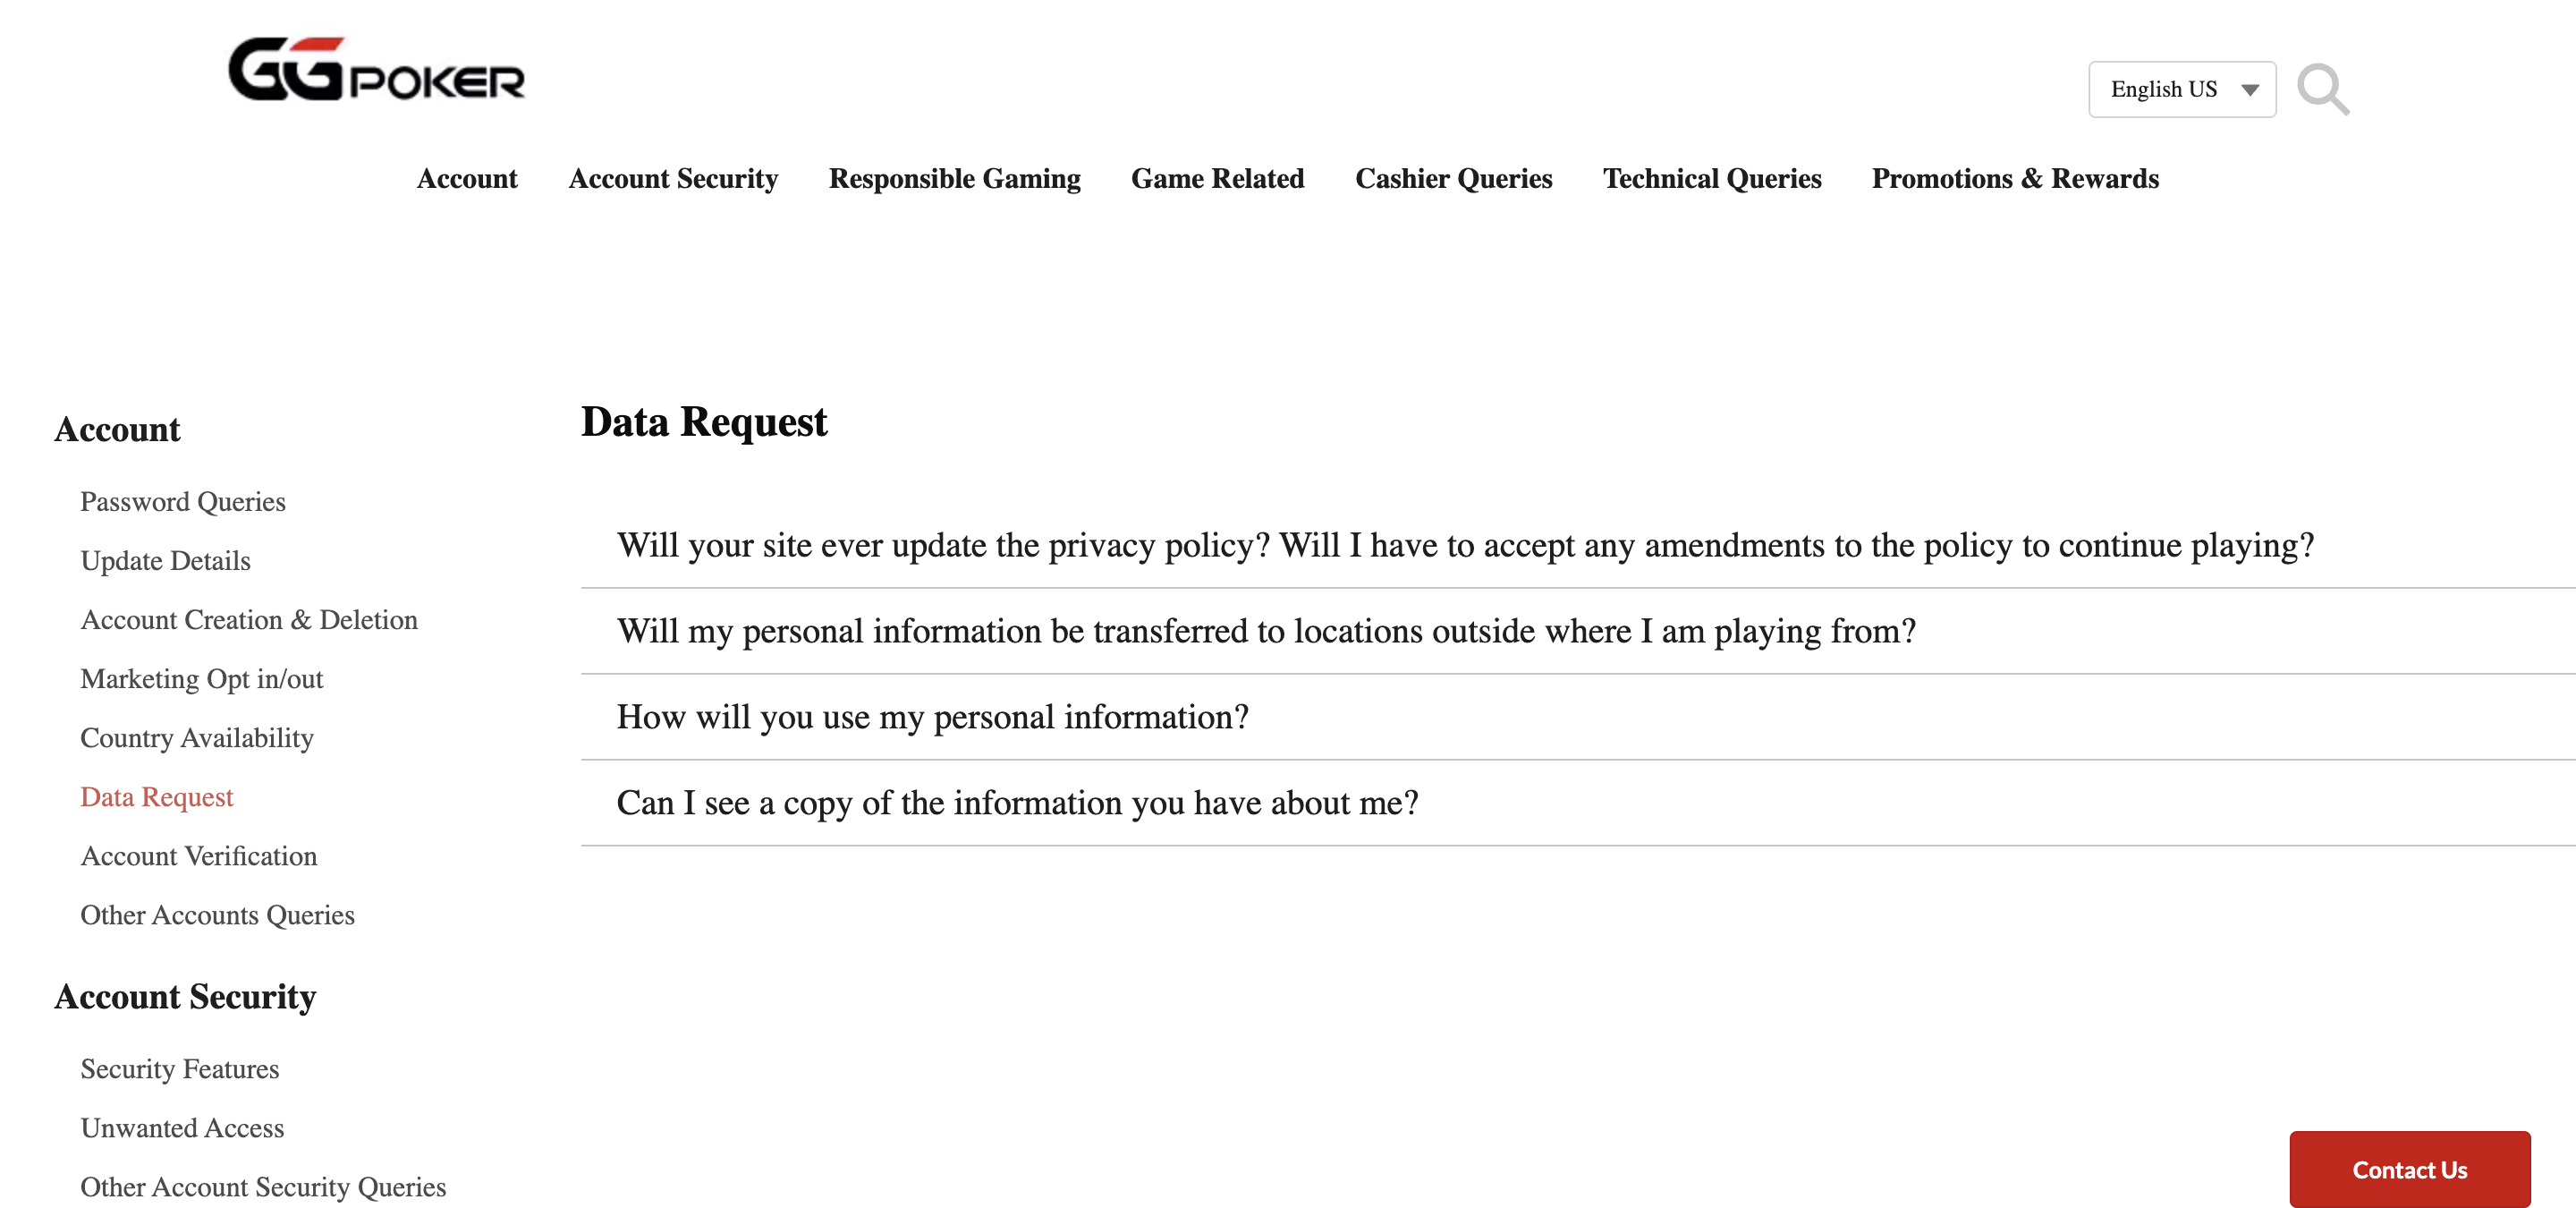 GGPOKER
English US
Account Account Security Responsible Gaming Game Related Cashier Queries Technical Queries Promotions & Rewards
Account
Password Queries
Update Details
Account Creation & Deletion
Marketing Opt in/out
Country Availability
Data Request
Account Verification
Other Accounts Queries
Account Security
Security Features
Unwanted Access
Other Account Security Queries
Data Request
Will your site ever update the privacy policy? Will I have to accept any amendments to the policy to continue playing?
Will my personal information be transferred to locations outside where I am playing from?
How will you use my personal information?
Can I see a copy of the information you have about me?
Contact Us